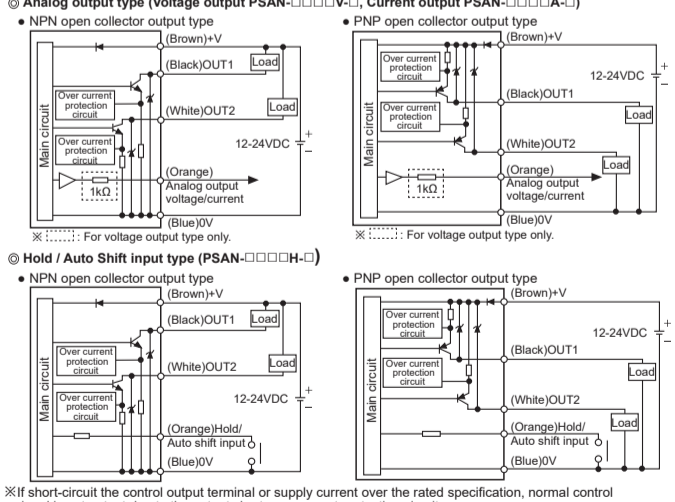 ◎ Analog output type (Voltage output PSAN-□□□□V-□, Current output PSAN-□□□□A-□)
● NPN open collector output type
(Brown)+V
(Black)OUT1
Load
Over current
protection
circuit
(White)OUT2
Load
Main circuit
Over current
protection
circuit
12-24VDC
+
−
(Orange)
Analog output
voltage/current
1kΩ
(Blue)0V
※ : For voltage output type only.
● PNP open collector output type
(Brown)+V
Over current
protection
circuit
12-24VDC
+
−
(Black)OUT1
Load
Main circuit
Over current
protection
circuit
(White)OUT2
Load
(Orange)
Analog output
voltage/current
1kΩ
(Blue)0V
※ : For voltage output type only.
◎ Hold / Auto Shift input type (PSAN-□□□□H-□)
● NPN open collector output type
(Brown)+V
(Black)OUT1
Load
Over current
protection
circuit
(White)OUT2
Load
Main circuit
Over current
protection
circuit
12-24VDC
+
−
(Orange)Hold/
Auto shift input
(Blue)0V
● PNP open collector output type
(Brown)+V
Over current
protection
circuit
12-24VDC
+
−
(Black)OUT1
Load
Main circuit
Over current
protection
circuit
(White)OUT2
Load
(Orange)Hold/
Auto shift input
(Blue)0V
※If short-circuit the control output terminal or supply current over the rated specification, normal control